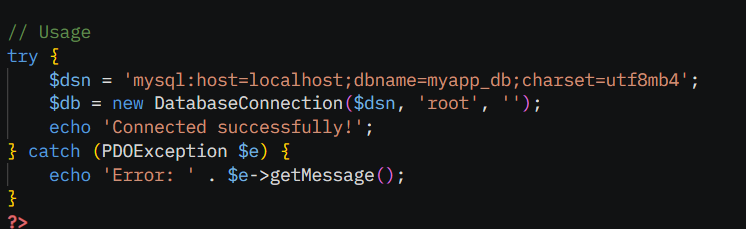 // Usage
try {
    $dsn = 'mysql:host=localhost;dbname=myapp_db;charset=utf8mb4';
    $db = new DatabaseConnection($dsn, 'root', '');
    echo 'Connected successfully!';
} catch (PDOException $e) {
    echo 'Error: ' . $e->getMessage();
}
?>